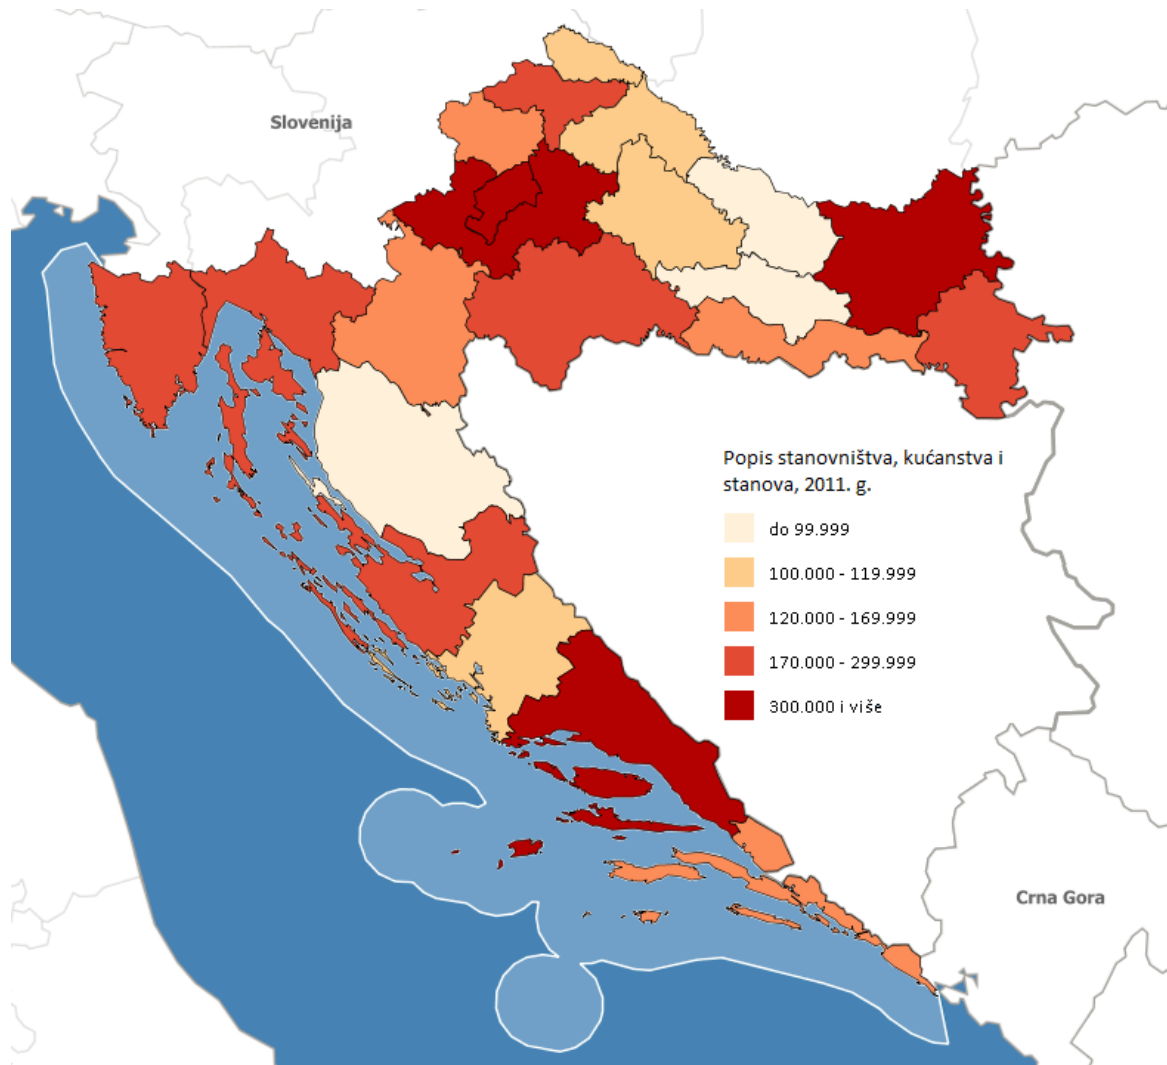 Slovenija
Popis stanovništva, kućanstva i
stanova, 2011. g.
do 99.999
100.000 - 119.999
120.000 - 169.999
170.000 - 299.999
300.000 i više
Crna Gora